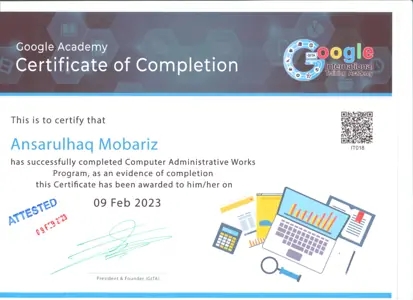 Google Academy
Certificate of Completion
Google
International
Training Academy
This is to certify that
IT018
Ansarulhaq Mobariz
has successfully completed Computer Administrative Works
Program, as an evidence of completion
this Certificate has been awarded to him/her on
ATTESTED
09 Feb 2023
President & Founder, (GITA)